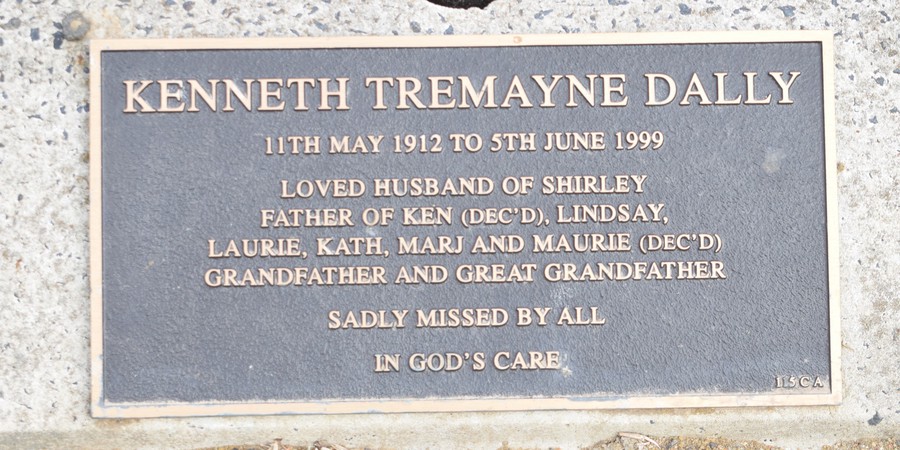 KENNETH TREMAYNE DALLY
11TH MAY 1912 TO 5TH JUNE 1999
LOVED HUSBAND OF SHIRLEY
FATHER OF KEN (DEC'D), LINDSAY,
LAURIE, KATH, MARJ AND MAURIE (DEC'D)
GRANDFATHER AND GREAT GRANDFATHER
SADLY MISSED BY ALL
IN GOD'S CARE
115CA